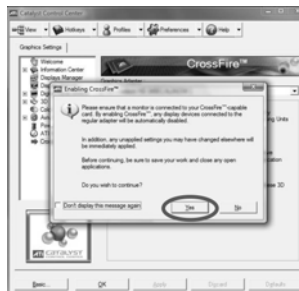 Catalyst Control Center
View Hotkeys Profiles Preferences Help
Graphics Settings
Welcome
Information Center
Displays Manager
CrossFire™
Enabling CrossFire™
Please ensure that a monitor is connected to your CrossFire™-capable
card. By enabling CrossFire™, any display devices connected to the
regular adapter will be automatically disabled.
In addition, any unapplied settings you may have changed elsewhere will
be immediately applied.
Before continuing, be sure to save your work and close any open
applications.
Do you wish to continue?
Don't display this message again
Yes No
CATALYST
Basic... OK Apply Discard Defaults